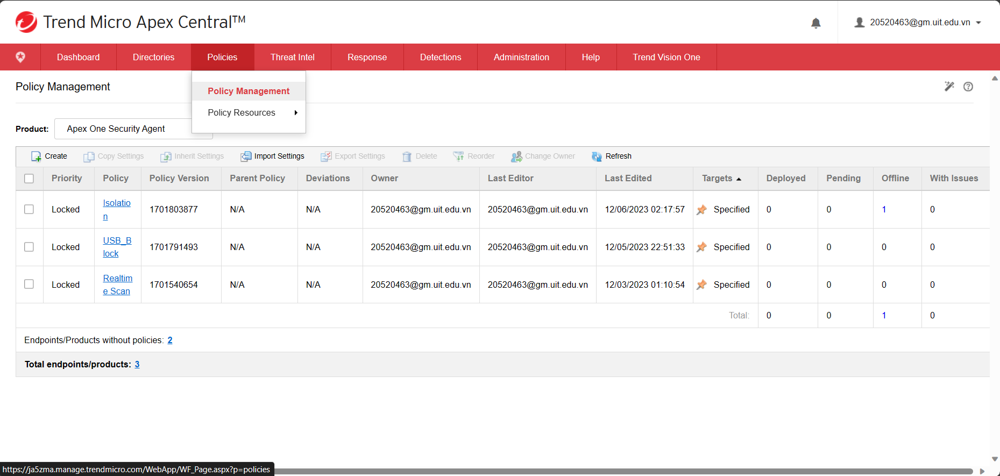 Trend Micro Apex Central™
20520463@gm.uit.edu.vn
Dashboard Directories Policies Threat Intel Response Detections Administration Help Trend Vision One
Policy Management
Policy Management
Policy Resources
Product: Apex One Security Agent
Create Copy Settings Inherit Settings Import Settings Export Settings Delete Reorder Change Owner Refresh
Priority Policy Policy Version Parent Policy Deviations Owner Last Editor Last Edited Targets Deployed Pending Offline With Issues
Locked Isolatio 1701803877 N/A N/A 20520463@gm.uit.edu.vn 20520463@gm.uit.edu.vn 12/06/2023 02:17:57 Specified 0 0 1 0
n
Locked USB_B 1701791493 N/A N/A 20520463@gm.uit.edu.vn 20520463@gm.uit.edu.vn 12/05/2023 22:51:33 Specified 0 0 0 0
lock
Locked Realtim 1701540654 N/A N/A 20520463@gm.uit.edu.vn 20520463@gm.uit.edu.vn 12/03/2023 01:10:54 Specified 0 0 0 0
e Scan
Total: 0 0 1 0
Endpoints/Products without policies: 2
Total endpoints/products: 3
https://ja5zma.manage.trendmicro.com/WebApp/WF_Page.aspx?p=policies